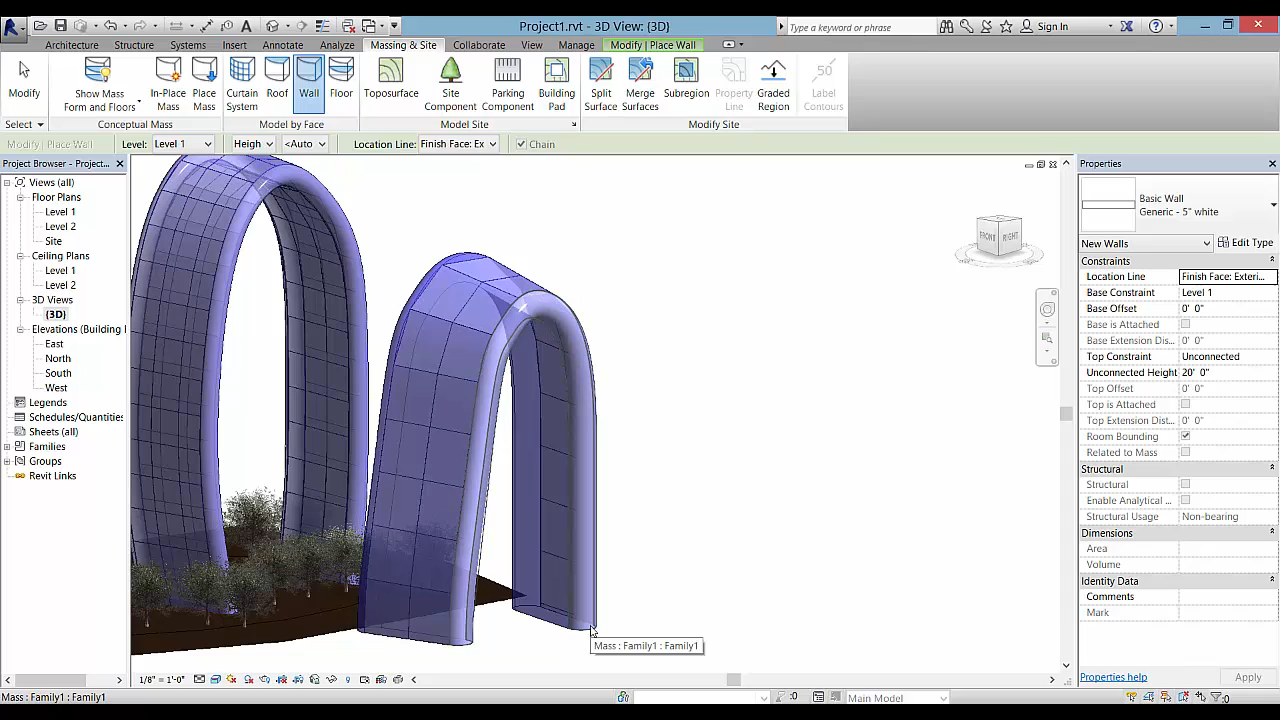 Project1.rvt - 3D View: {3D}
Type a keyword or phrase
Sign In
Architecture Structure Systems Insert Annotate Analyze Massing & Site Collaborate View Manage Modify | Place Wall
Modify
Show Mass Form and Floors
In-Place Mass
Place Mass
Curtain System
Roof
Wall
Floor
Toposurface
Site Component
Parking Component
Building Pad
Split Surface
Merge Surfaces
Subregion
Property Line
Graded Region
Label Contours
50
Select
Conceptual Mass
Model by Face
Model Site
Modify Site
Modify | Place Wall
Level: Level 1
Heigh
<Auto>
Location Line: Finish Face: Ex
Chain
Project Browser - Project...
Views (all)
Floor Plans
Level 1
Level 2
Site
Ceiling Plans
Level 1
Level 2
3D Views
{3D}
Elevations (Building
East
North
South
West
Legends
Schedules/Quantities
Sheets (all)
Families
Groups
Revit Links
FRONT
RIGHT
Mass : Family1 : Family1
Properties
Basic Wall
Generic - 5" white
New Walls
Edit Type
Constraints
Location Line Finish Face: Exteri...
Base Constraint Level 1
Base Offset 0' 0"
Base is Attached
Base Extension Dis... 0' 0"
Top Constraint Unconnected
Unconnected Height 20' 0"
Top Offset 0' 0"
Top is Attached
Top Extension Dist... 0' 0"
Room Bounding
Related to Mass
Structural
Structural
Enable Analytical ...
Structural Usage Non-bearing
Dimensions
Area
Volume
Identity Data
Comments
Mark
Properties help
Apply
1/8" = 1'-0"
Mass : Family1 : Family1
:0
Main Model
:0